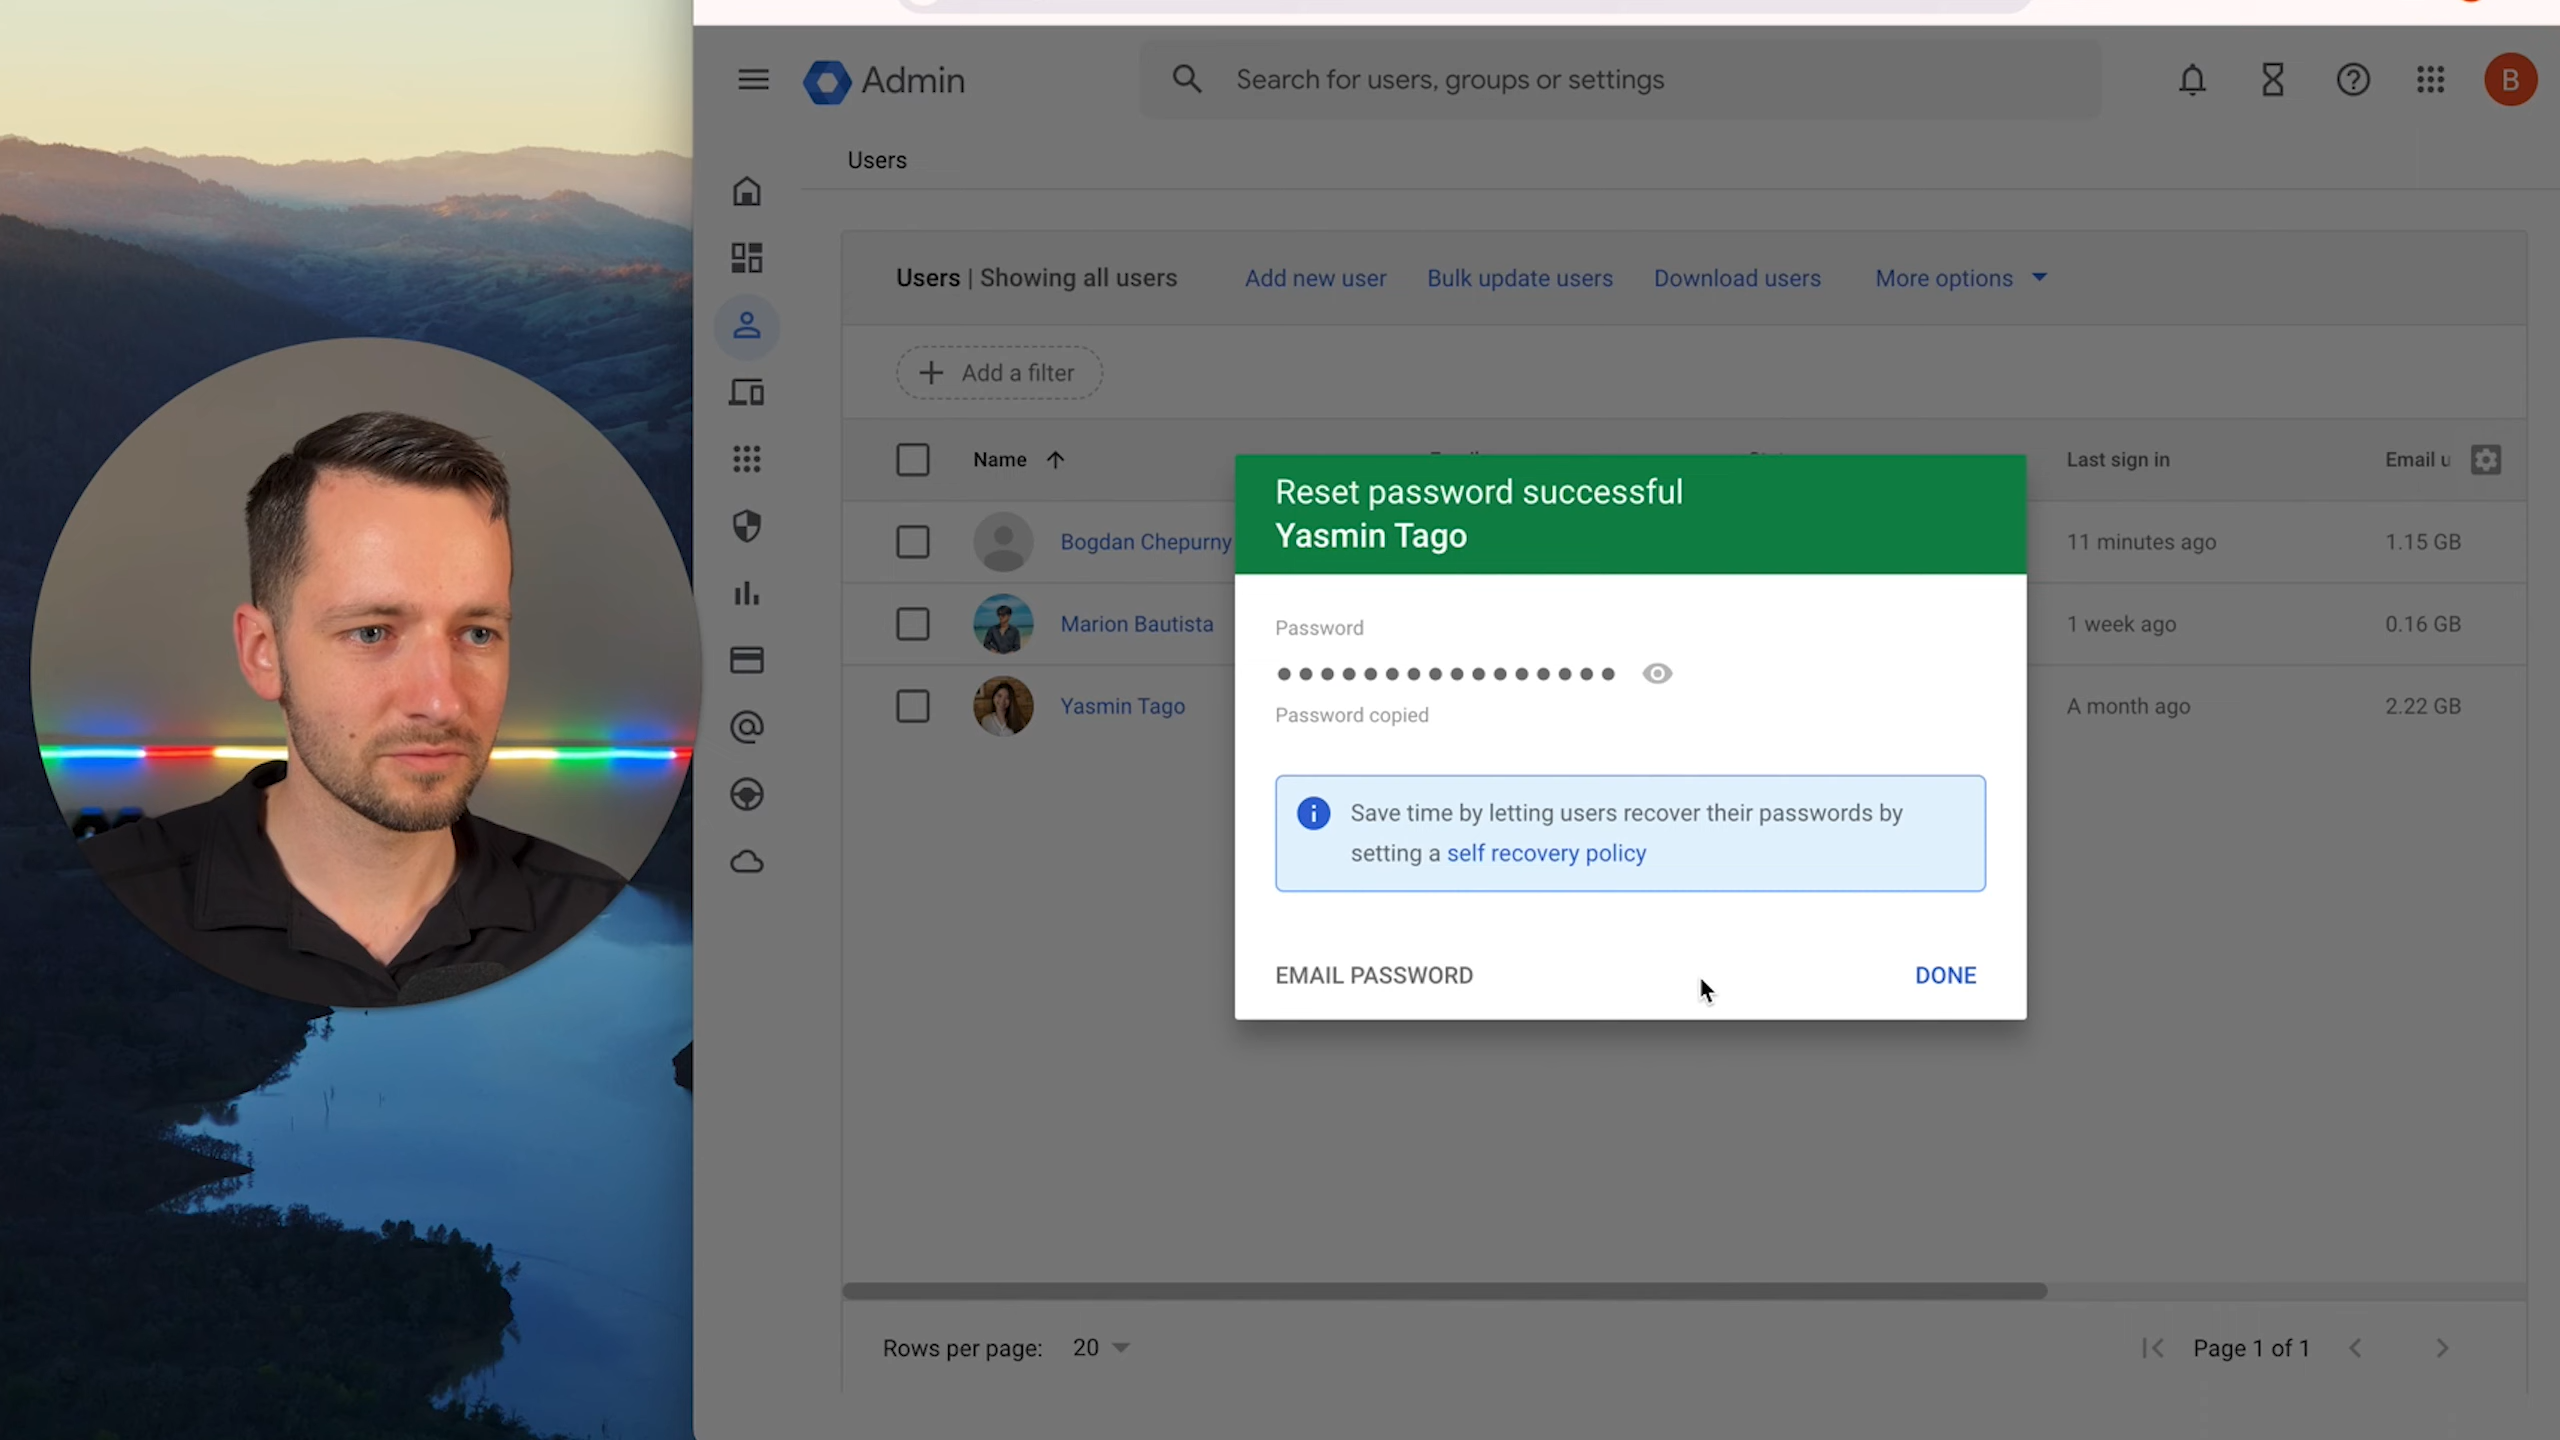 Admin
Search for users, groups or settings
B
Users
Users | Showing all users
Add new user
Bulk update users
Download users
More options
Add a filter
Name
Last sign in
Email u
Bogdan Chepurny
11 minutes ago
1.15 GB
Marion Bautista
1 week ago
0.16 GB
Yasmin Tago
A month ago
2.22 GB
Reset password successful
Yasmin Tago
Password
Password copied
Save time by letting users recover their passwords by
setting a self recovery policy
EMAIL PASSWORD
DONE
Rows per page:
20
Page 1 of 1